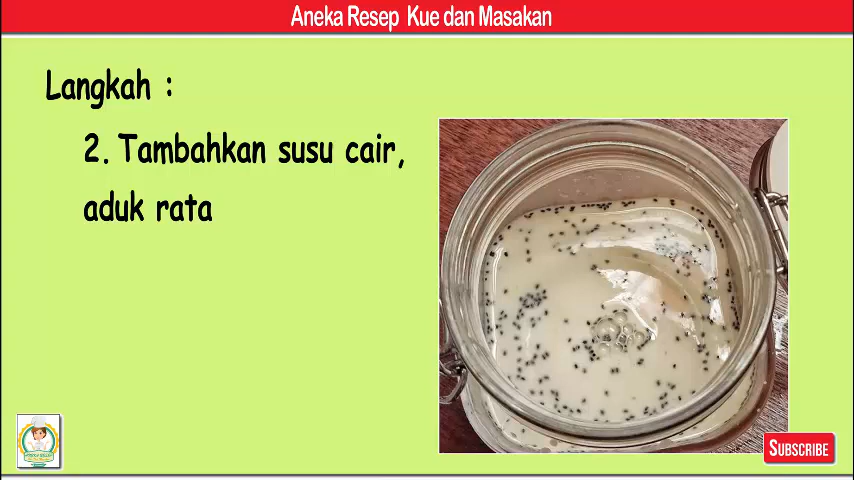 Aneka Resep Kue dan Masakan
Langkah :
2. Tambahkan susu cair,
aduk rata
SUBSCRIBE